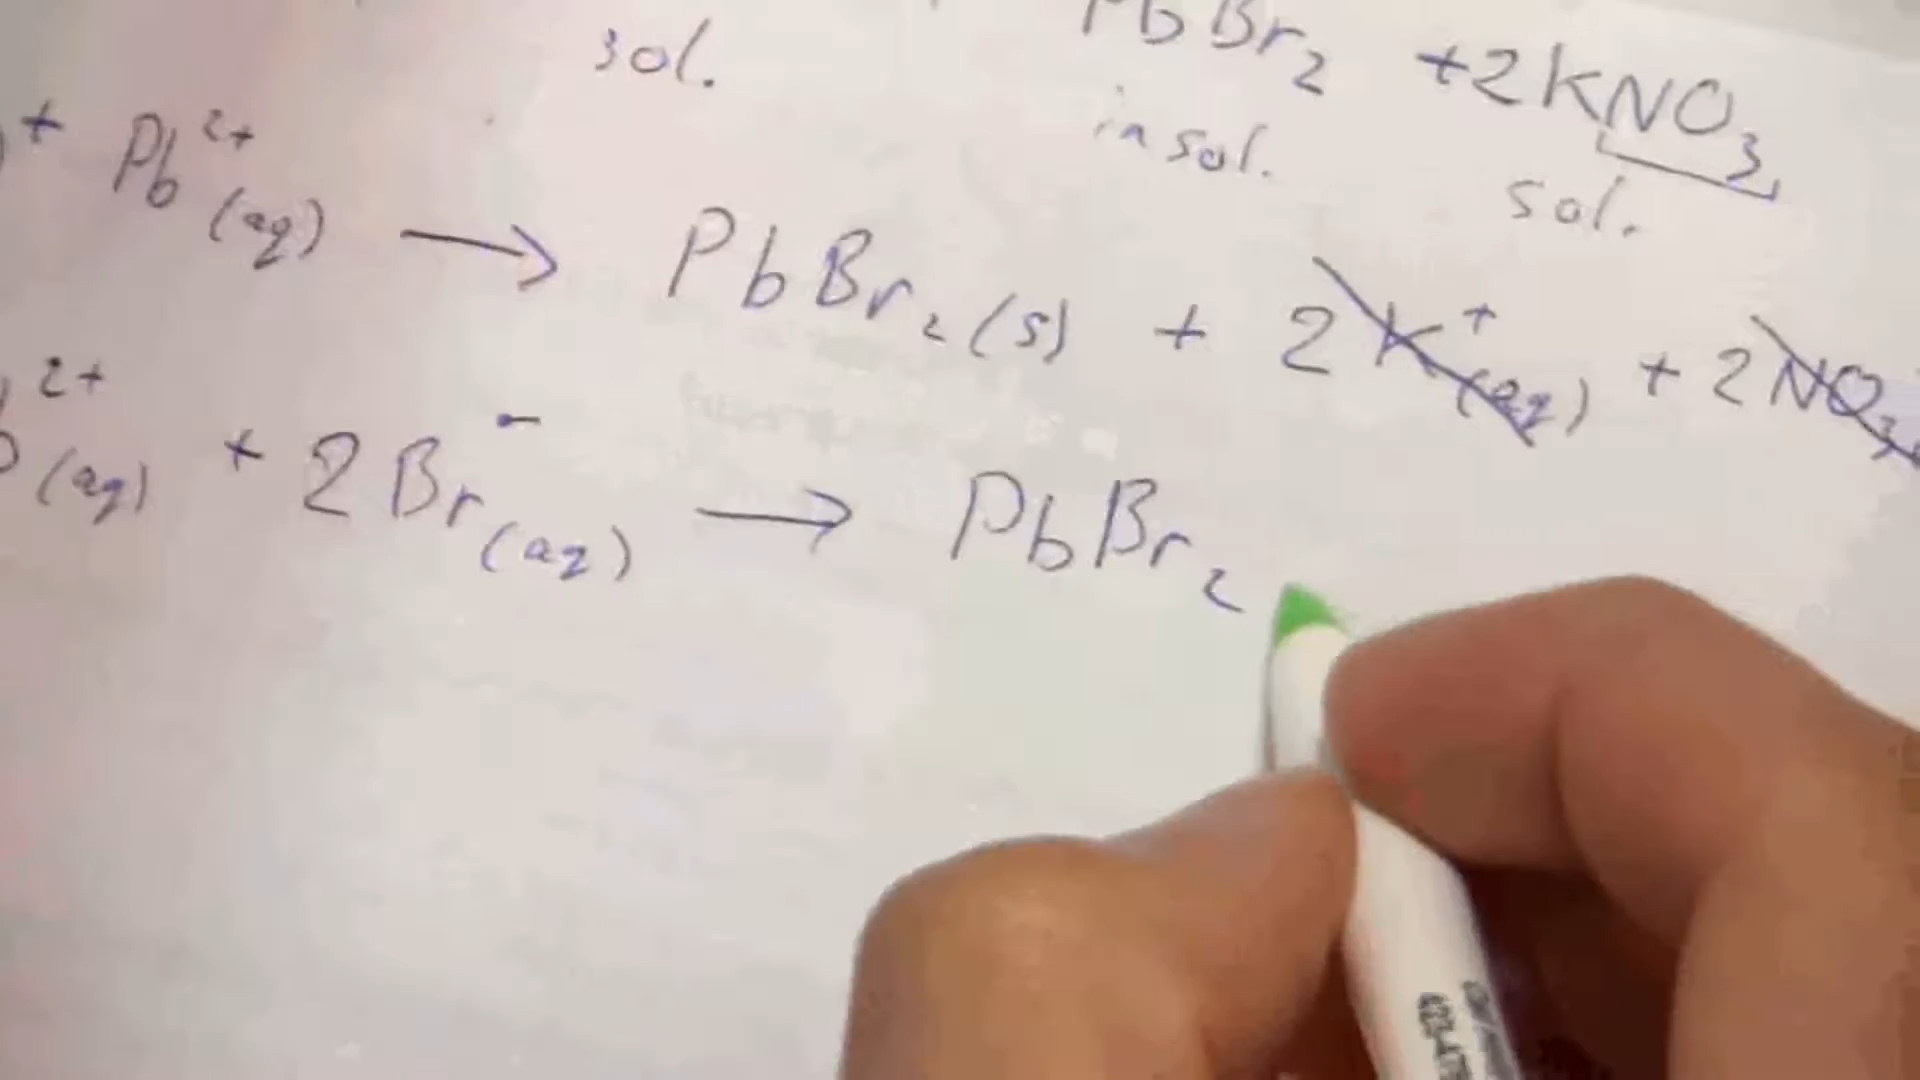 PbBr₂ + 2KNO₃
sol. insol. sol.
+ Pb²⁺(aq) → PbBr₂(s) + 2K⁺(aq) + 2NO₃
²⁺(aq) + 2Br⁻(aq) → PbBr₂